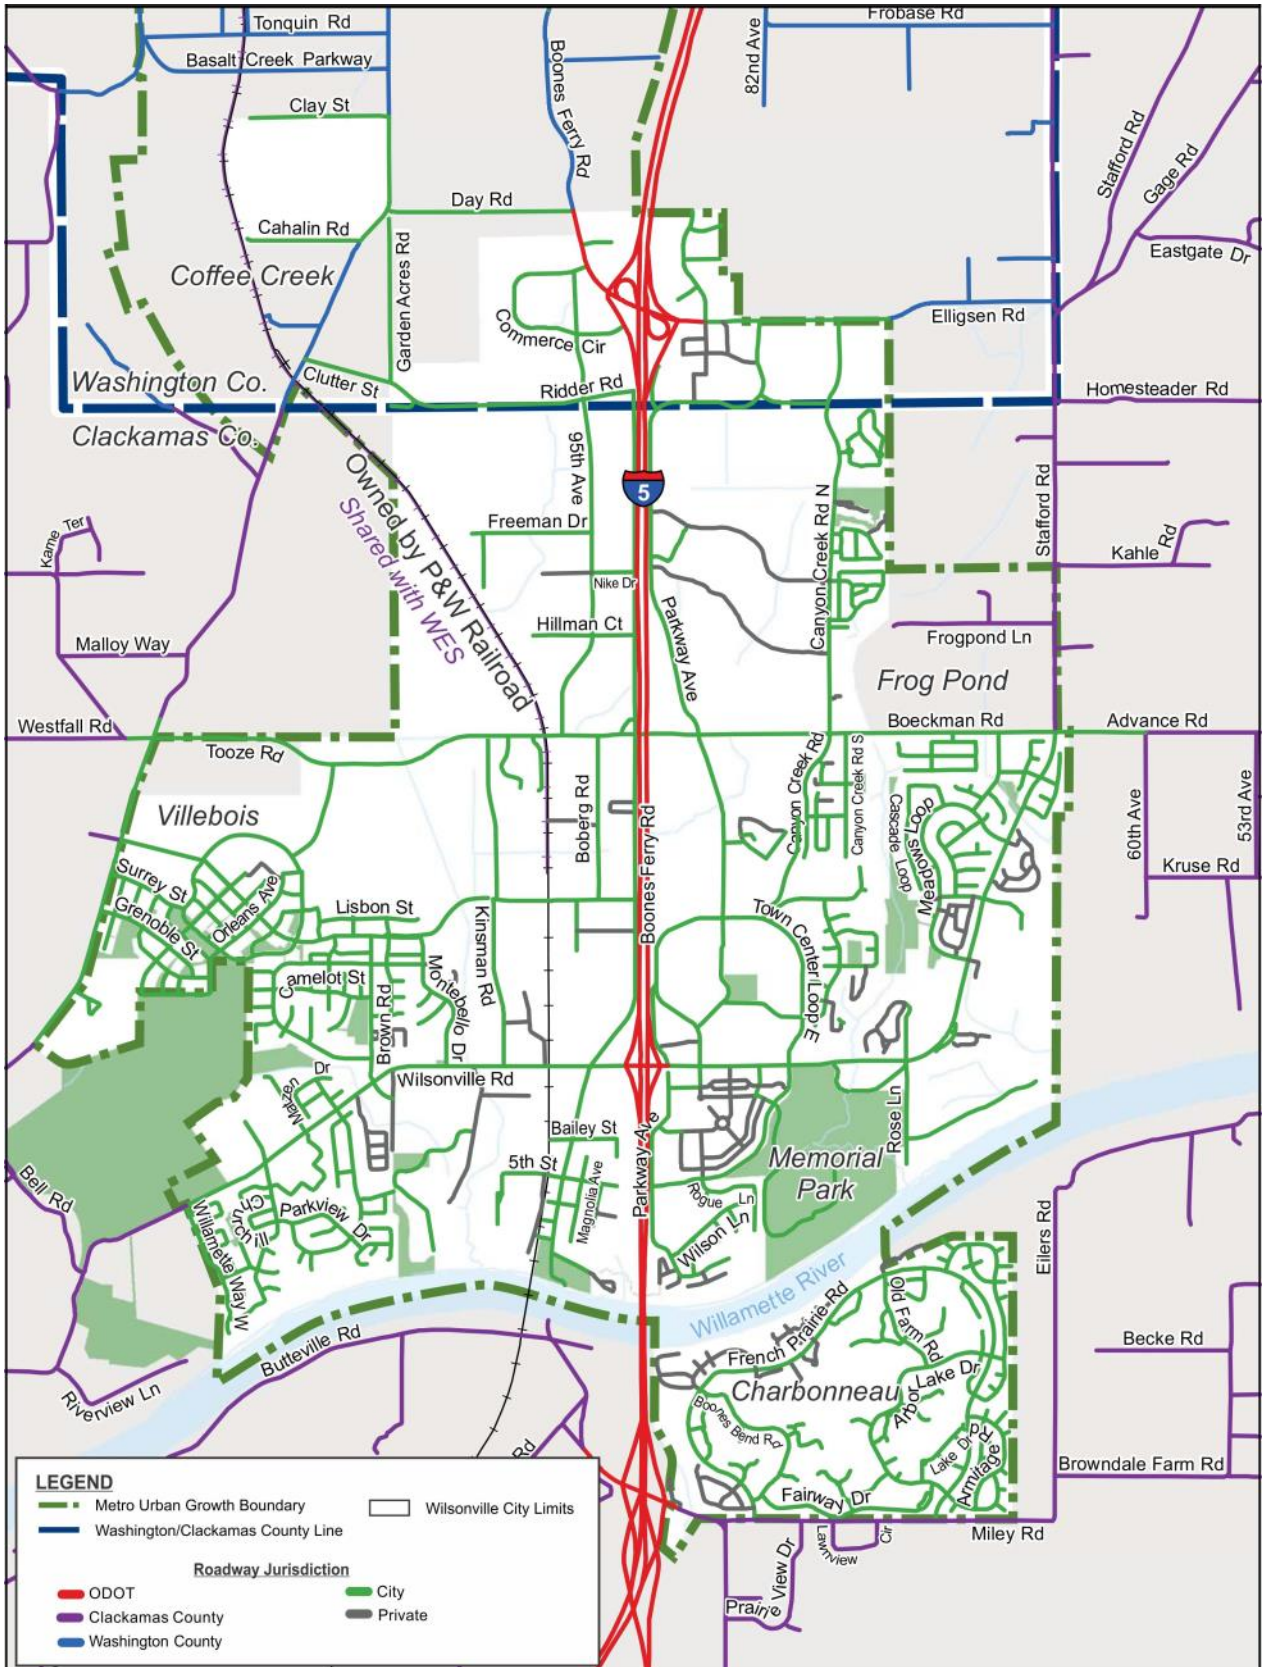 Tonquin Rd
Frobase Rd
Basalt Creek Parkway
Boones Ferry Rd
82nd Ave
Clay St
Stafford Rd
Gage Rd
Day Rd
Cahalin Rd
Eastgate Dr
Coffee Creek
Garden Acres Rd
Elligsen Rd
Commerce Cir
Washington Co.
Clutter St
Ridder Rd
Homesteader Rd
Clackamas Co.
95th Ave
5
Owned by P&W Railroad
Shared with WES
Canyon Creek Rd N
Stafford Rd
Kame Ter
Freeman Dr
Kahle Rd
Nike Dr
Parkway Ave
Hillman Ct
Frogpond Ln
Malloy Way
Frog Pond
Westfall Rd
Boeckman Rd
Advance Rd
Tooze Rd
Canyon Creek Rd
Canyon Creek Rd S
Villebois
Boberg Rd
Boones Ferry Rd
Cascade Loop
Meadows Loop
60th Ave
53rd Ave
Kruse Rd
Surrey St
Orleans Ave
Grenoble St
Lisbon St
Kinsman Rd
Town Center Loop E
Camelot St
Montebello Dr
Brown Rd
Matzen Dr
Wilsonville Rd
Rose Ln
Bailey St
Parkway Ave
5th St
Memorial
Park
Bell Rd
Magnolia Ave
Rogue Ln
Churchill
Parkview Dr
Wilson Ln
Willamette Way W
Eilers Rd
Willamette River
Old Farm Rd
French Prairie Rd
Butteville Rd
Becke Rd
Riverview Ln
Charbonneau
Arbor Lake Dr
Boones Bend Rd
Lake Dr
Armitage Rd
Rd
Browndale Farm Rd
Fairway Dr
Miley Rd
Lawnview Cir
Prairie View Dr
LEGEND
Metro Urban Growth Boundary
Wilsonville City Limits
Washington/Clackamas County Line
Roadway Jurisdiction
ODOT
City
Clackamas County
Private
Washington County